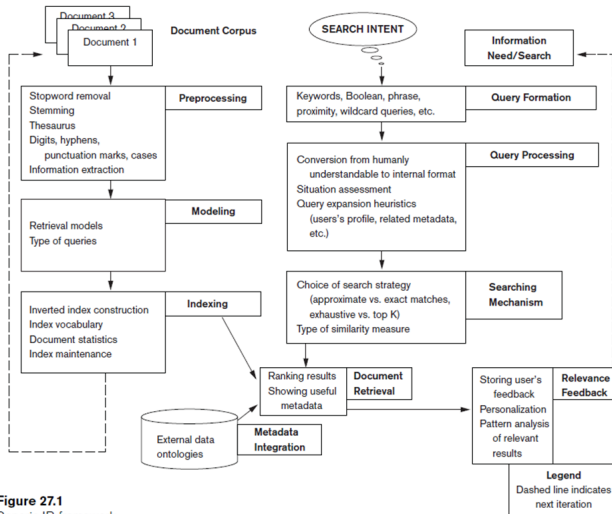 Document 3
Document 2
Document 1
Document Corpus
SEARCH INTENT
Information
Need/Search
Stopword removal
Stemming
Thesaurus
Digits, hyphens,
punctuation marks, cases
Information extraction
Preprocessing
Keywords, Boolean, phrase,
proximity, wildcard queries, etc.
Query Formation
Conversion from humanly
understandable to internal format
Situation assessment
Query expansion heuristics
(users's profile, related metadata,
etc.)
Query Processing
Retrieval models
Type of queries
Modeling
Choice of search strategy
(approximate vs. exact matches,
exhaustive vs. top K)
Type of similarity measure
Searching
Mechanism
Inverted index construction
Index vocabulary
Document statistics
Index maintenance
Indexing
Ranking results
Showing useful
metadata
Document
Retrieval
Storing user's
feedback
Personalization
Pattern analysis
of relevant
results
Relevance
Feedback
External data
ontologies
Metadata
Integration
Legend
Dashed line indicates
next iteration
Figure 27.1